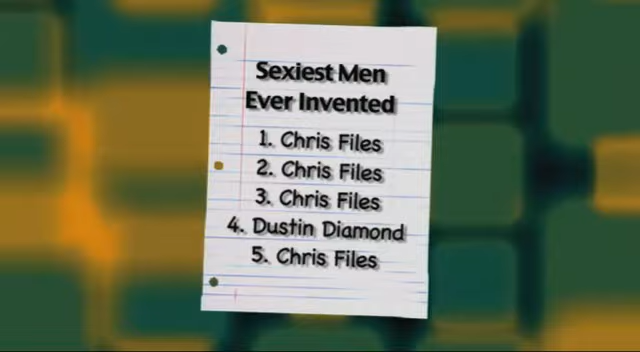 Sexiest Men
Ever Invented
1. Chris Files
2. Chris Files
3. Chris Files
4. Dustin Diamond
5. Chris Files